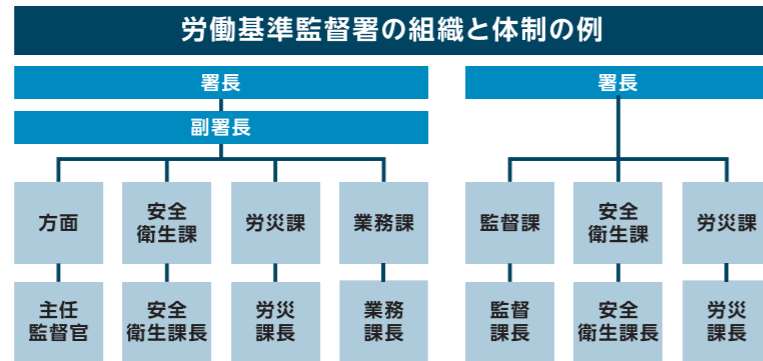 労働基準監督署の組織と体制の例
署長
副署長
方面
安全
衛生課
労災課
業務課
主任
監督官
安全
衛生課長
労災
課長
業務
課長
署長
監督課
安全
衛生課
労災課
監督
課長
安全
衛生課長
労災
課長